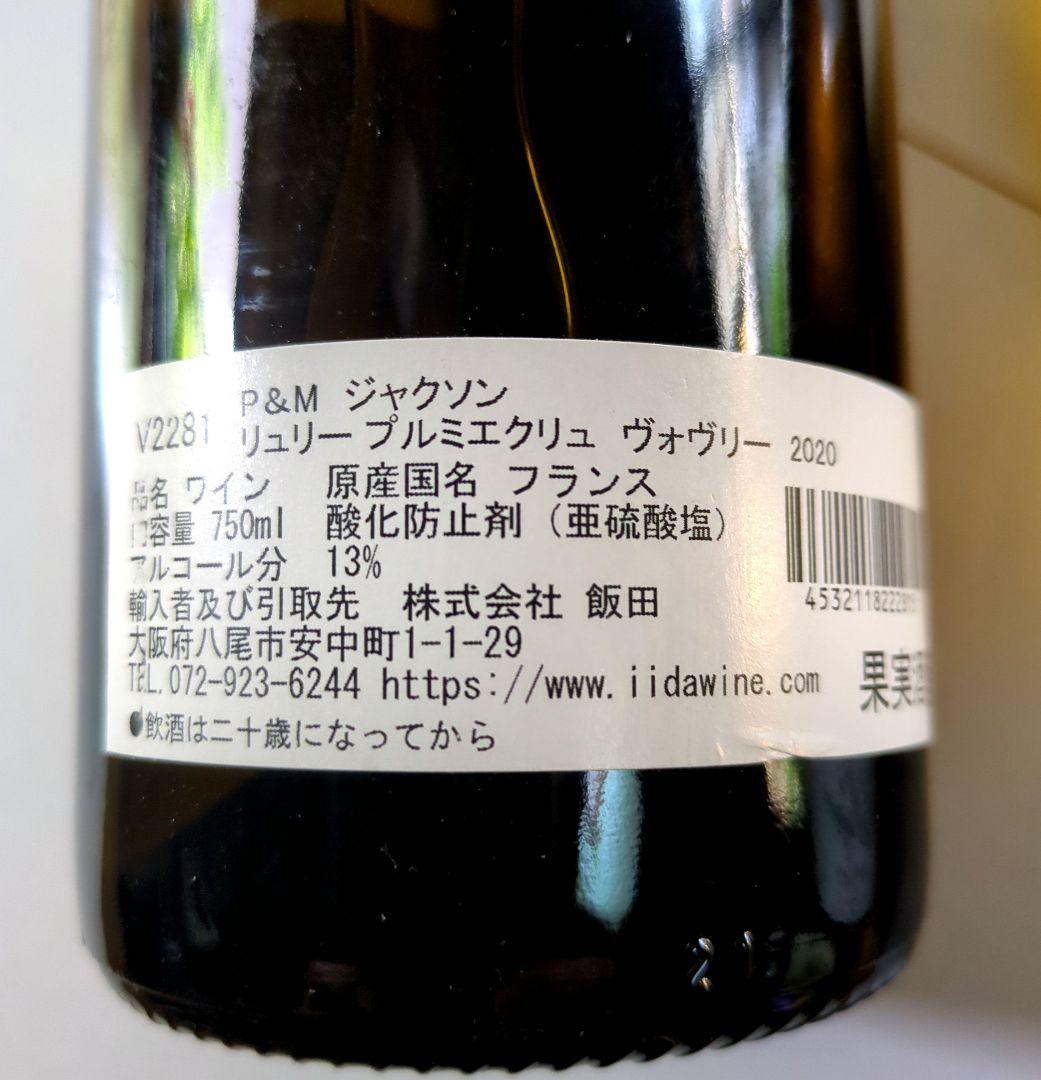 P&M ジャクソン
V2281 リュリー プルミエクリュ ヴォヴリー 2020
品名 ワイン 原産国名 フランス
内容量 750ml 酸化防止剤 (亜硫酸塩)
アルコール分 13%
輸入者及び引取先 株式会社 飯田
大阪府八尾市安中町1-1-29
TEL.072-923-6244 https://www.iidawine.com
●飲酒は二十歳になってから
果実酒
21